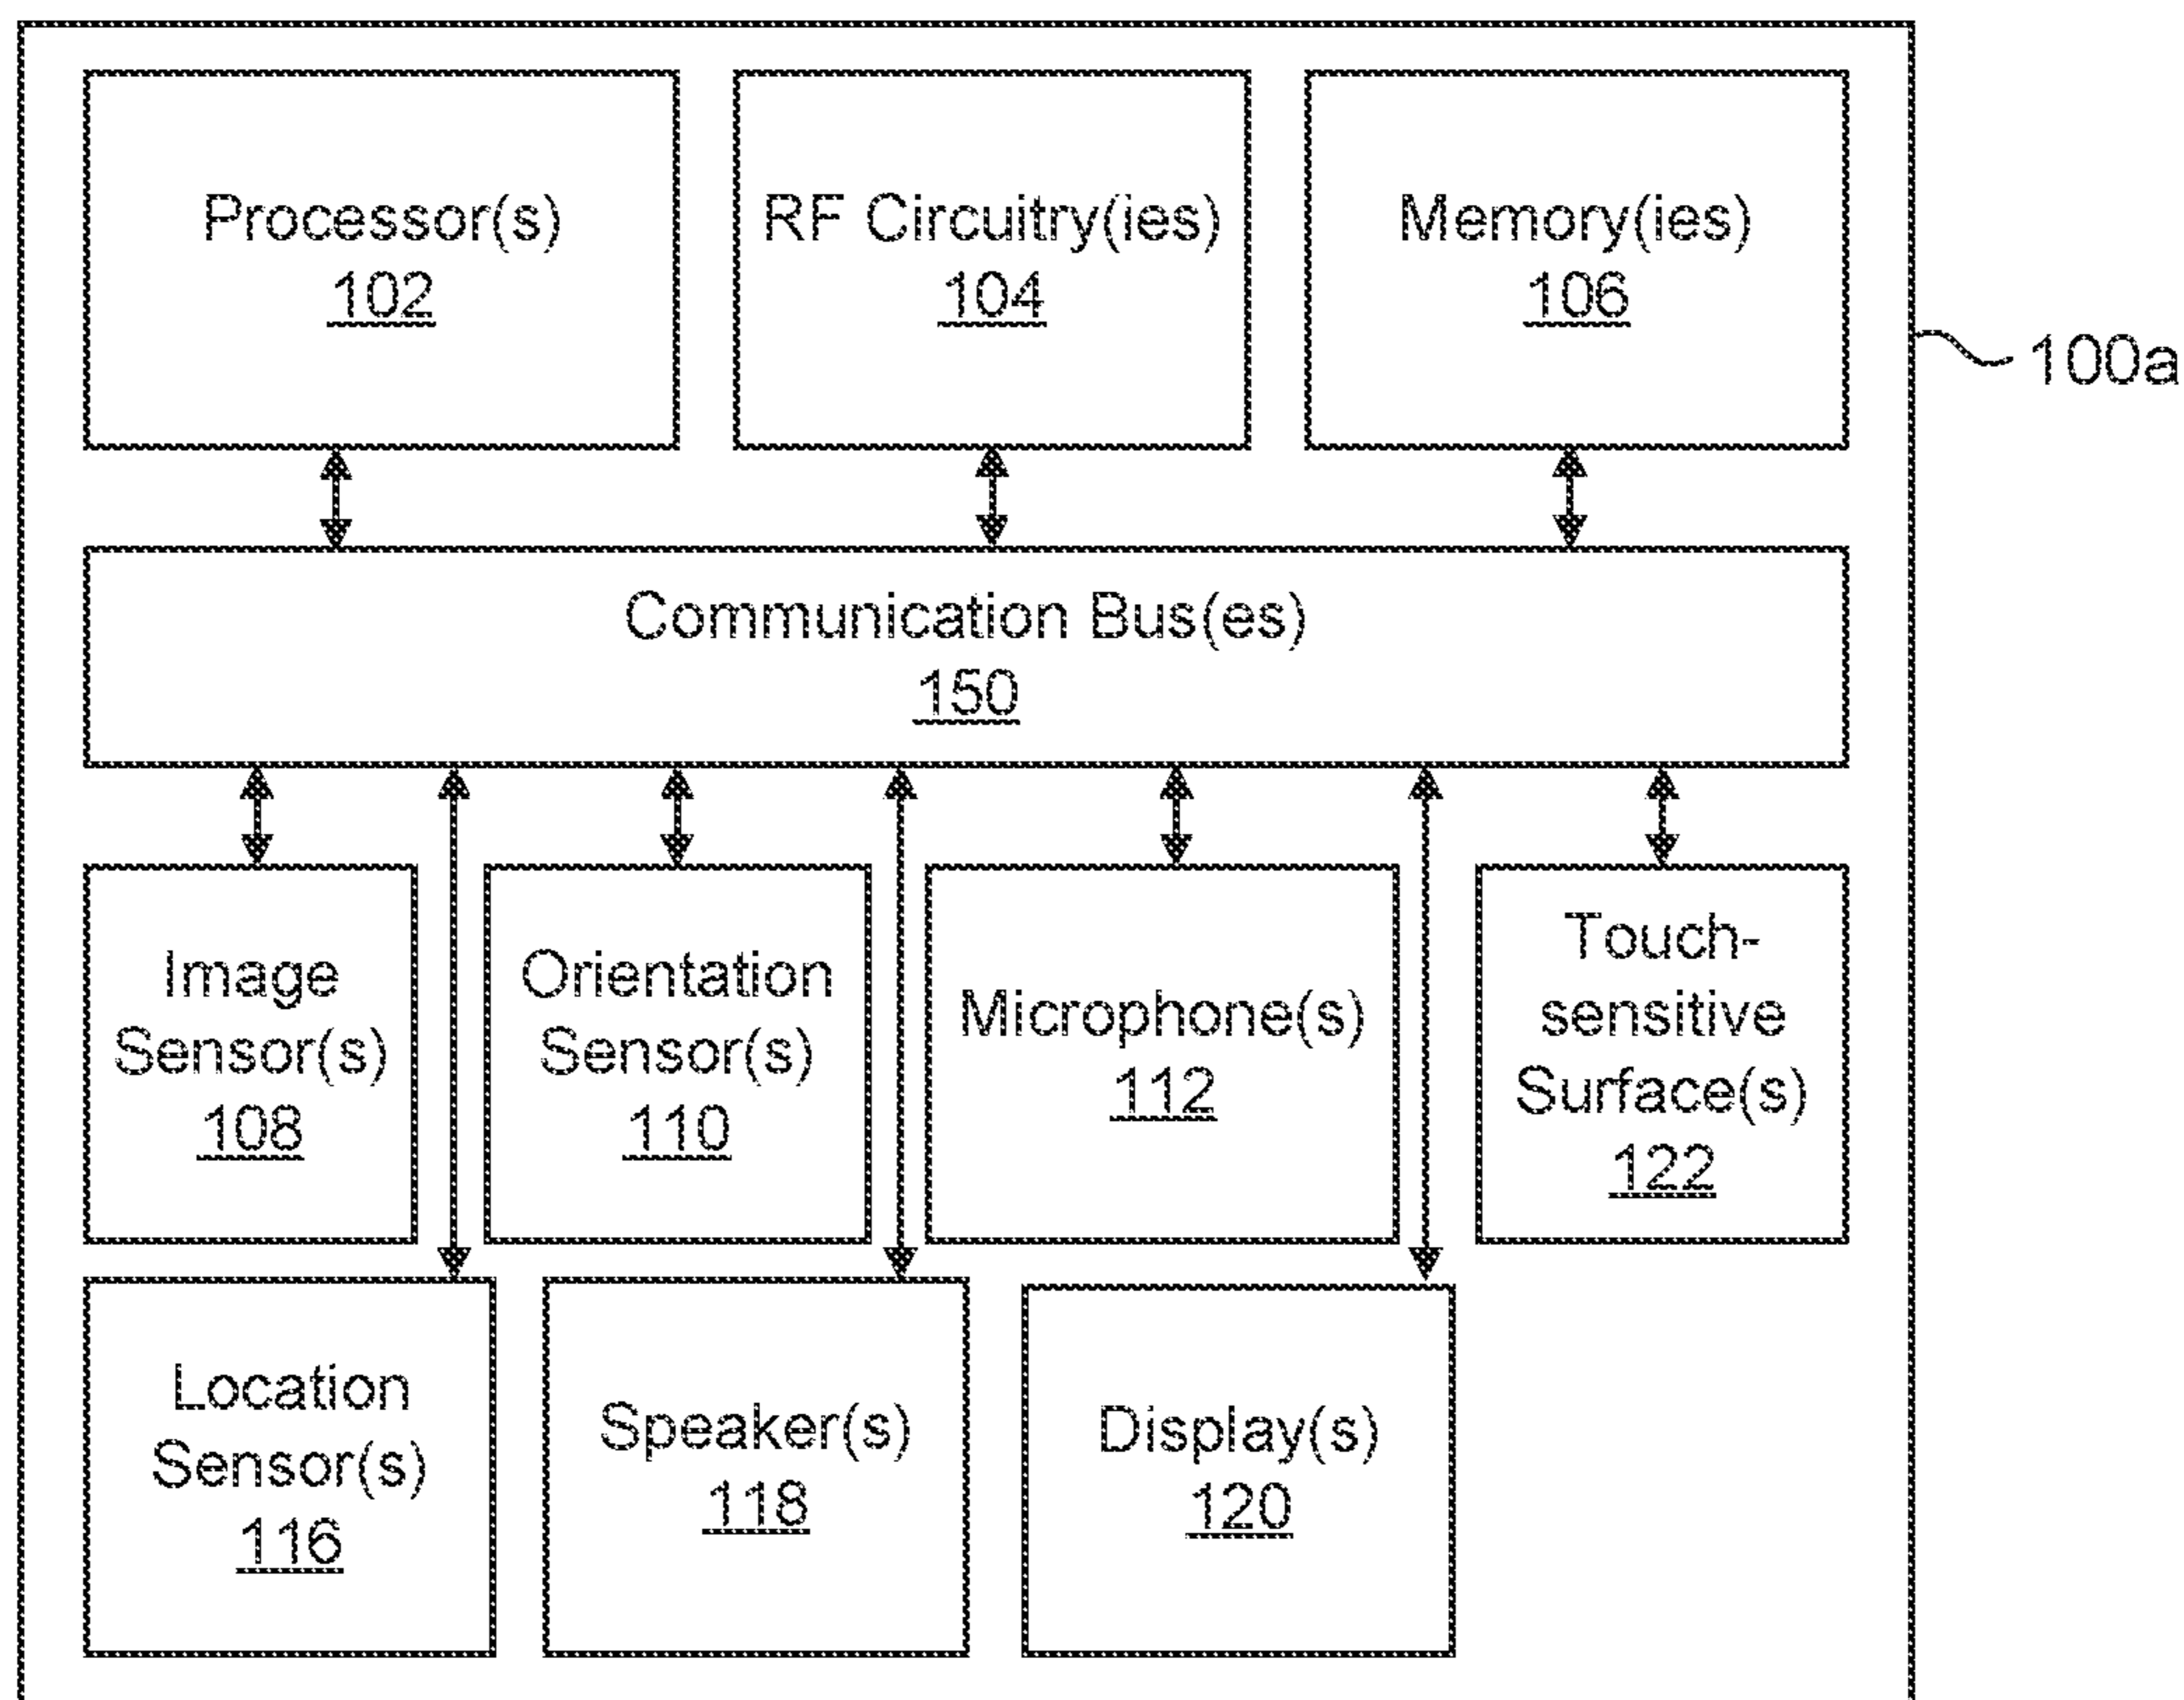 Processor(s)
102
RF Circuitry(ies)
104
Memory(ies)
106
100a
Communication Bus(es)
150
Image
Sensor(s)
108
Orientation
Sensor(s)
110
Microphone(s)
112
Touch-
sensitive
Surface(s)
122
Location
Sensor(s)
116
Speaker(s)
118
Display(s)
120